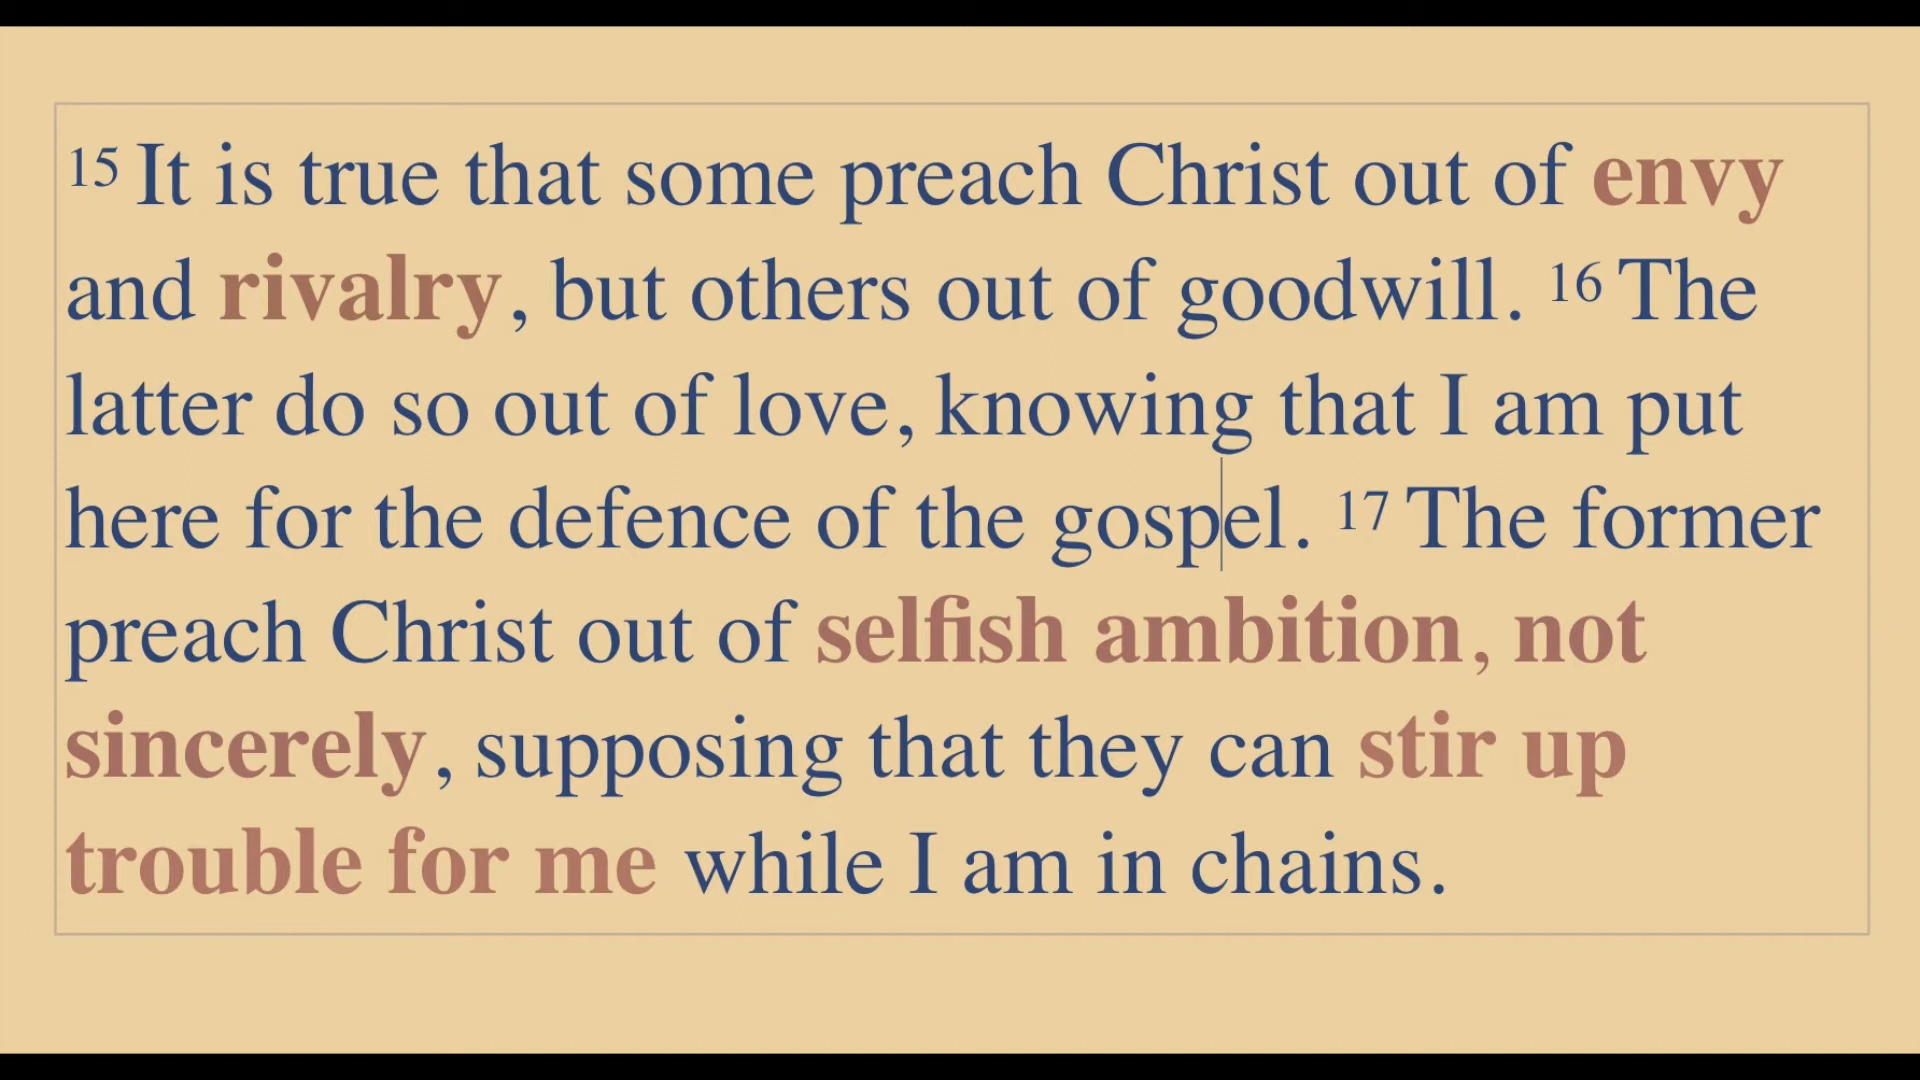 15 It is true that some preach Christ out of envy
and rivalry, but others out of goodwill. 16 The
latter do so out of love, knowing that I am put
here for the defence of the gospel. 17 The former
preach Christ out of selfish ambition, not
sincerely, supposing that they can stir up
trouble for me while I am in chains.